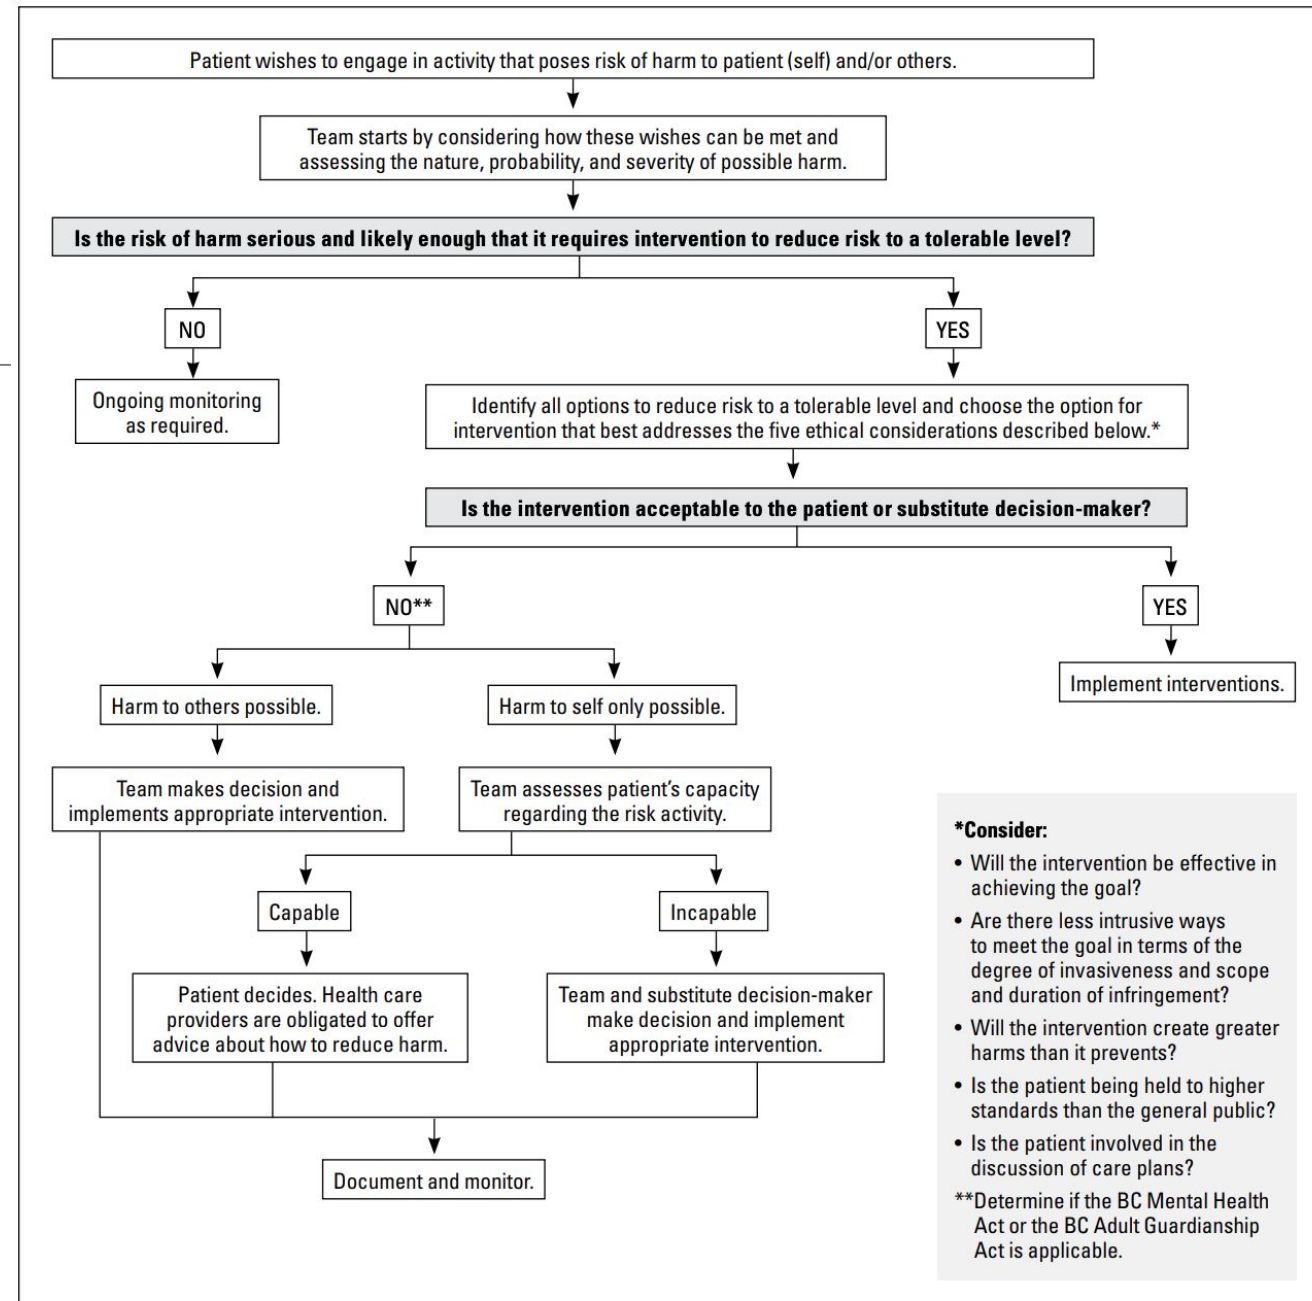 Patient wishes to engage in activity that poses risk of harm to patient (self) and/or others.
Team starts by considering how these wishes can be met and
assessing the nature, probability, and severity of possible harm.
Is the risk of harm serious and likely enough that it requires intervention to reduce risk to a tolerable level?
NO
YES
Ongoing monitoring
as required.
Identify all options to reduce risk to a tolerable level and choose the option for
intervention that best addresses the five ethical considerations described below.*
Is the intervention acceptable to the patient or substitute decision-maker?
NO**
YES
Implement interventions.
Harm to others possible.
Harm to self only possible.
Team makes decision and
implements appropriate intervention.
Team assesses patient's capacity
regarding the risk activity.
Capable
Incapable
Patient decides. Health care
providers are obligated to offer
advice about how to reduce harm.
Team and substitute decision-maker
make decision and implement
appropriate intervention.
Document and monitor.
*Consider:
• Will the intervention be effective in
achieving the goal?
• Are there less intrusive ways
to meet the goal in terms of the
degree of invasiveness and scope
and duration of infringement?
• Will the intervention create greater
harms than it prevents?
• Is the patient being held to higher
standards than the general public?
• Is the patient involved in the
discussion of care plans?
**Determine if the BC Mental Health
Act or the BC Adult Guardianship
Act is applicable.